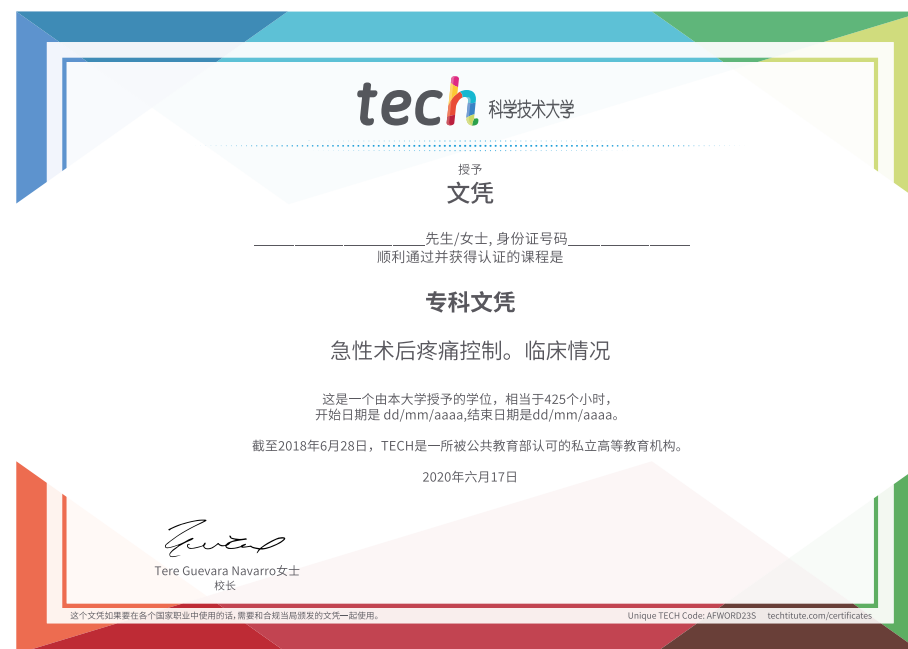 tech 科学技术大学
授予
文凭
____________________先生/女士, 身份证号码______________
顺利通过并获得认证的课程是
专科文凭
急性术后疼痛控制。临床情况
这是一个由本大学授予的学位，相当于425个小时，
开始日期是 dd/mm/aaaa,结束日期是dd/mm/aaaa。
截至2018年6月28日，TECH是一所被公共教育部认可的私立高等教育机构。
2020年六月17日
Tere Guevara Navarro女士
校长
这个文凭如果要在各个国家职业中使用的话,需要和合规当局颁发的文凭一起使用。
Unique TECH Code: AFWORD23S techtitute.com/certificates